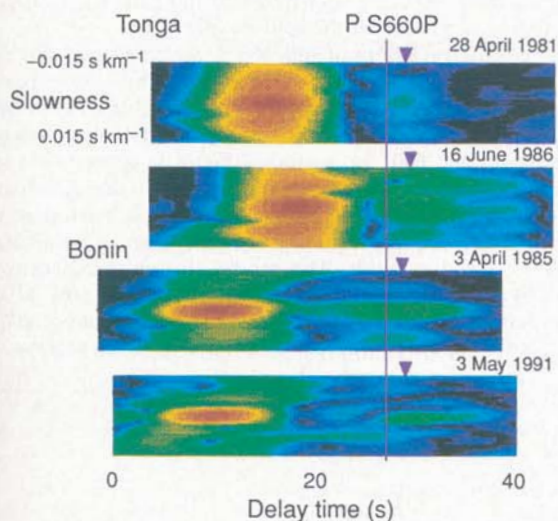 Tonga P S660P
28 April 1981
−0.015 s km⁻¹
Slowness
0.015 s km⁻¹
16 June 1986
Bonin
3 April 1985
3 May 1991
0 20 40
Delay time (s)